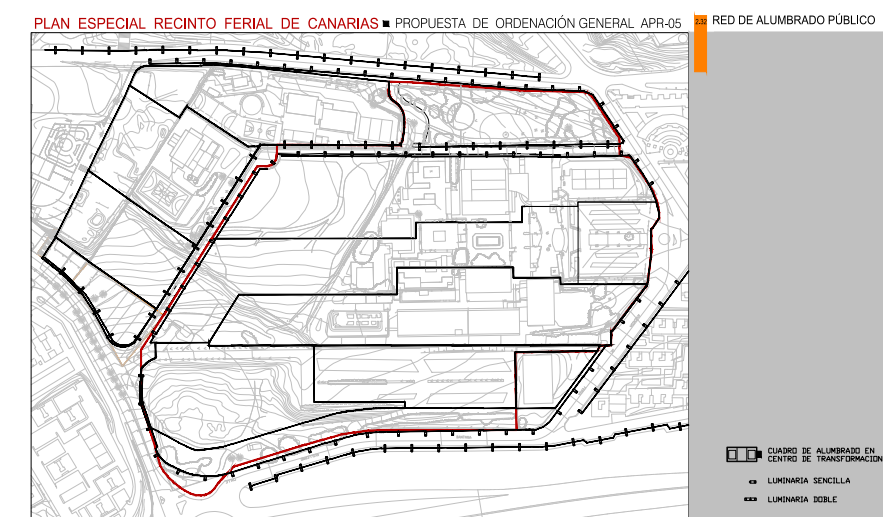 PLAN ESPECIAL RECINTO FERIAL DE CANARIAS ■ PROPUESTA DE ORDENACIÓN GENERAL APR-05
2.32 RED DE ALUMBRADO PÚBLICO
CUADRO DE ALUMBRADO EN
CENTRO DE TRANSFORMACION
LUMINARIA SENCILLA
LUMINARIA DOBLE